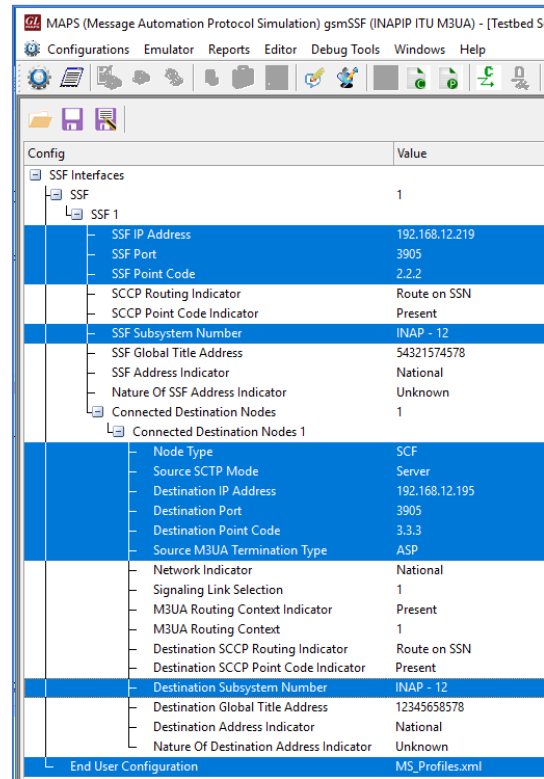 GL MAPS MAPS (Message Automation Protocol Simulation) gsmSSF (INAPIP ITU M3UA) - [Testbed S
Configurations Emulator Reports Editor Debug Tools Windows Help
Config Value
SSF Interfaces
SSF 1
SSF 1
SSF IP Address 192.168.12.219
SSF Port 3905
SSF Point Code 2.2.2
SCCP Routing Indicator Route on SSN
SCCP Point Code Indicator Present
SSF Subsystem Number INAP - 12
SSF Global Title Address 54321574578
SSF Address Indicator National
Nature Of SSF Address Indicator Unknown
Connected Destination Nodes 1
Connected Destination Nodes 1
Node Type SCF
Source SCTP Mode Server
Destination IP Address 192.168.12.195
Destination Port 3905
Destination Point Code 3.3.3
Source M3UA Termination Type ASP
Network Indicator National
Signaling Link Selection 1
M3UA Routing Context Indicator Present
M3UA Routing Context 1
Destination SCCP Routing Indicator Route on SSN
Destination SCCP Point Code Indicator Present
Destination Subsystem Number INAP - 12
Destination Global Title Address 12345658578
Destination Address Indicator National
Nature Of Destination Address Indicator Unknown
End User Configuration MS_Profiles.xml